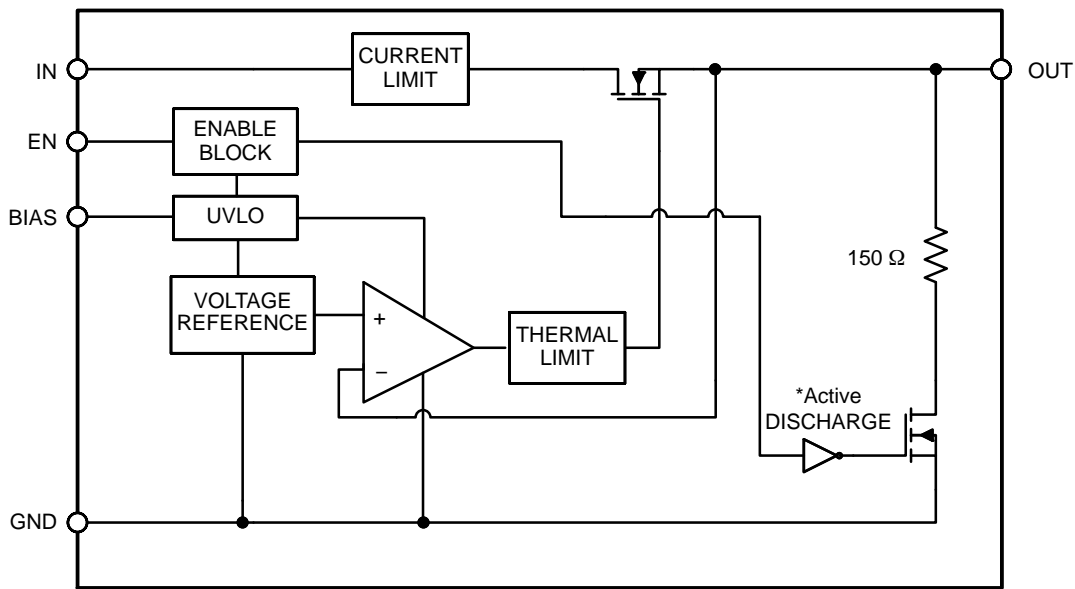 CURRENT
LIMIT
IN
OUT
EN
ENABLE
BLOCK
BIAS
UVLO
150 Ω
VOLTAGE
REFERENCE
+
−
THERMAL
LIMIT
*Active
DISCHARGE
GND